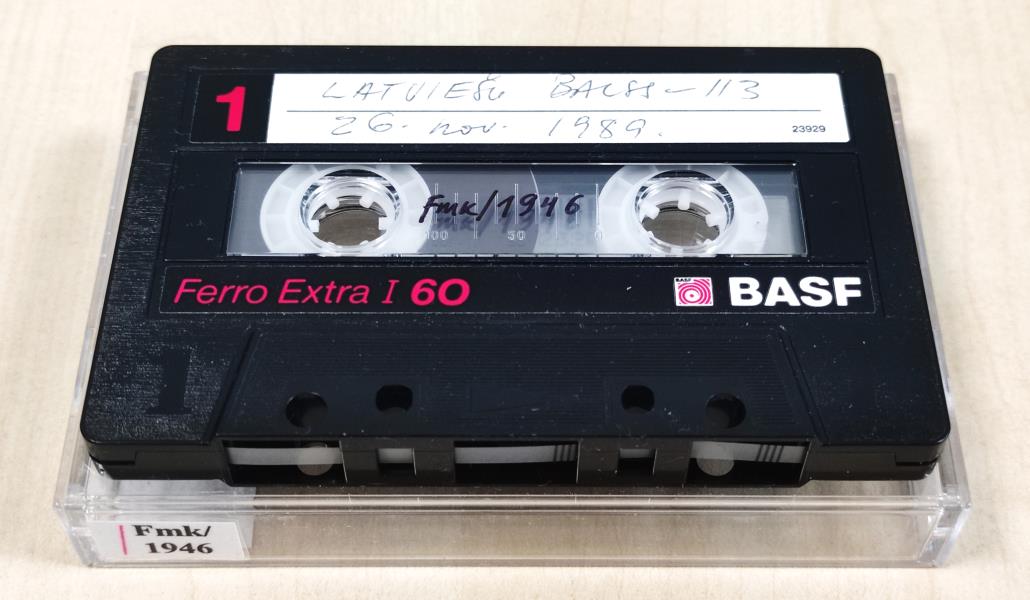 1
LATVIEŠU BALSS - 113
26. nov. 1989.
23929
Fmk/1946
100 50 0
Ferro Extra I 60
BASF
BASF
1
Fmk/
1946